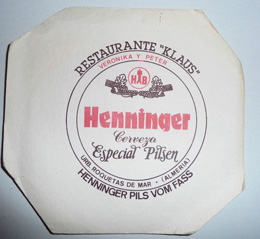 RESTAURANTE "KLAUS"
VERONIKA Y PETER
H B
Henninger
Cerveza
Especial Pilsen
URB. ROQUETAS DE MAR - (ALMERIA)
HENNINGER PILS VOM FASS